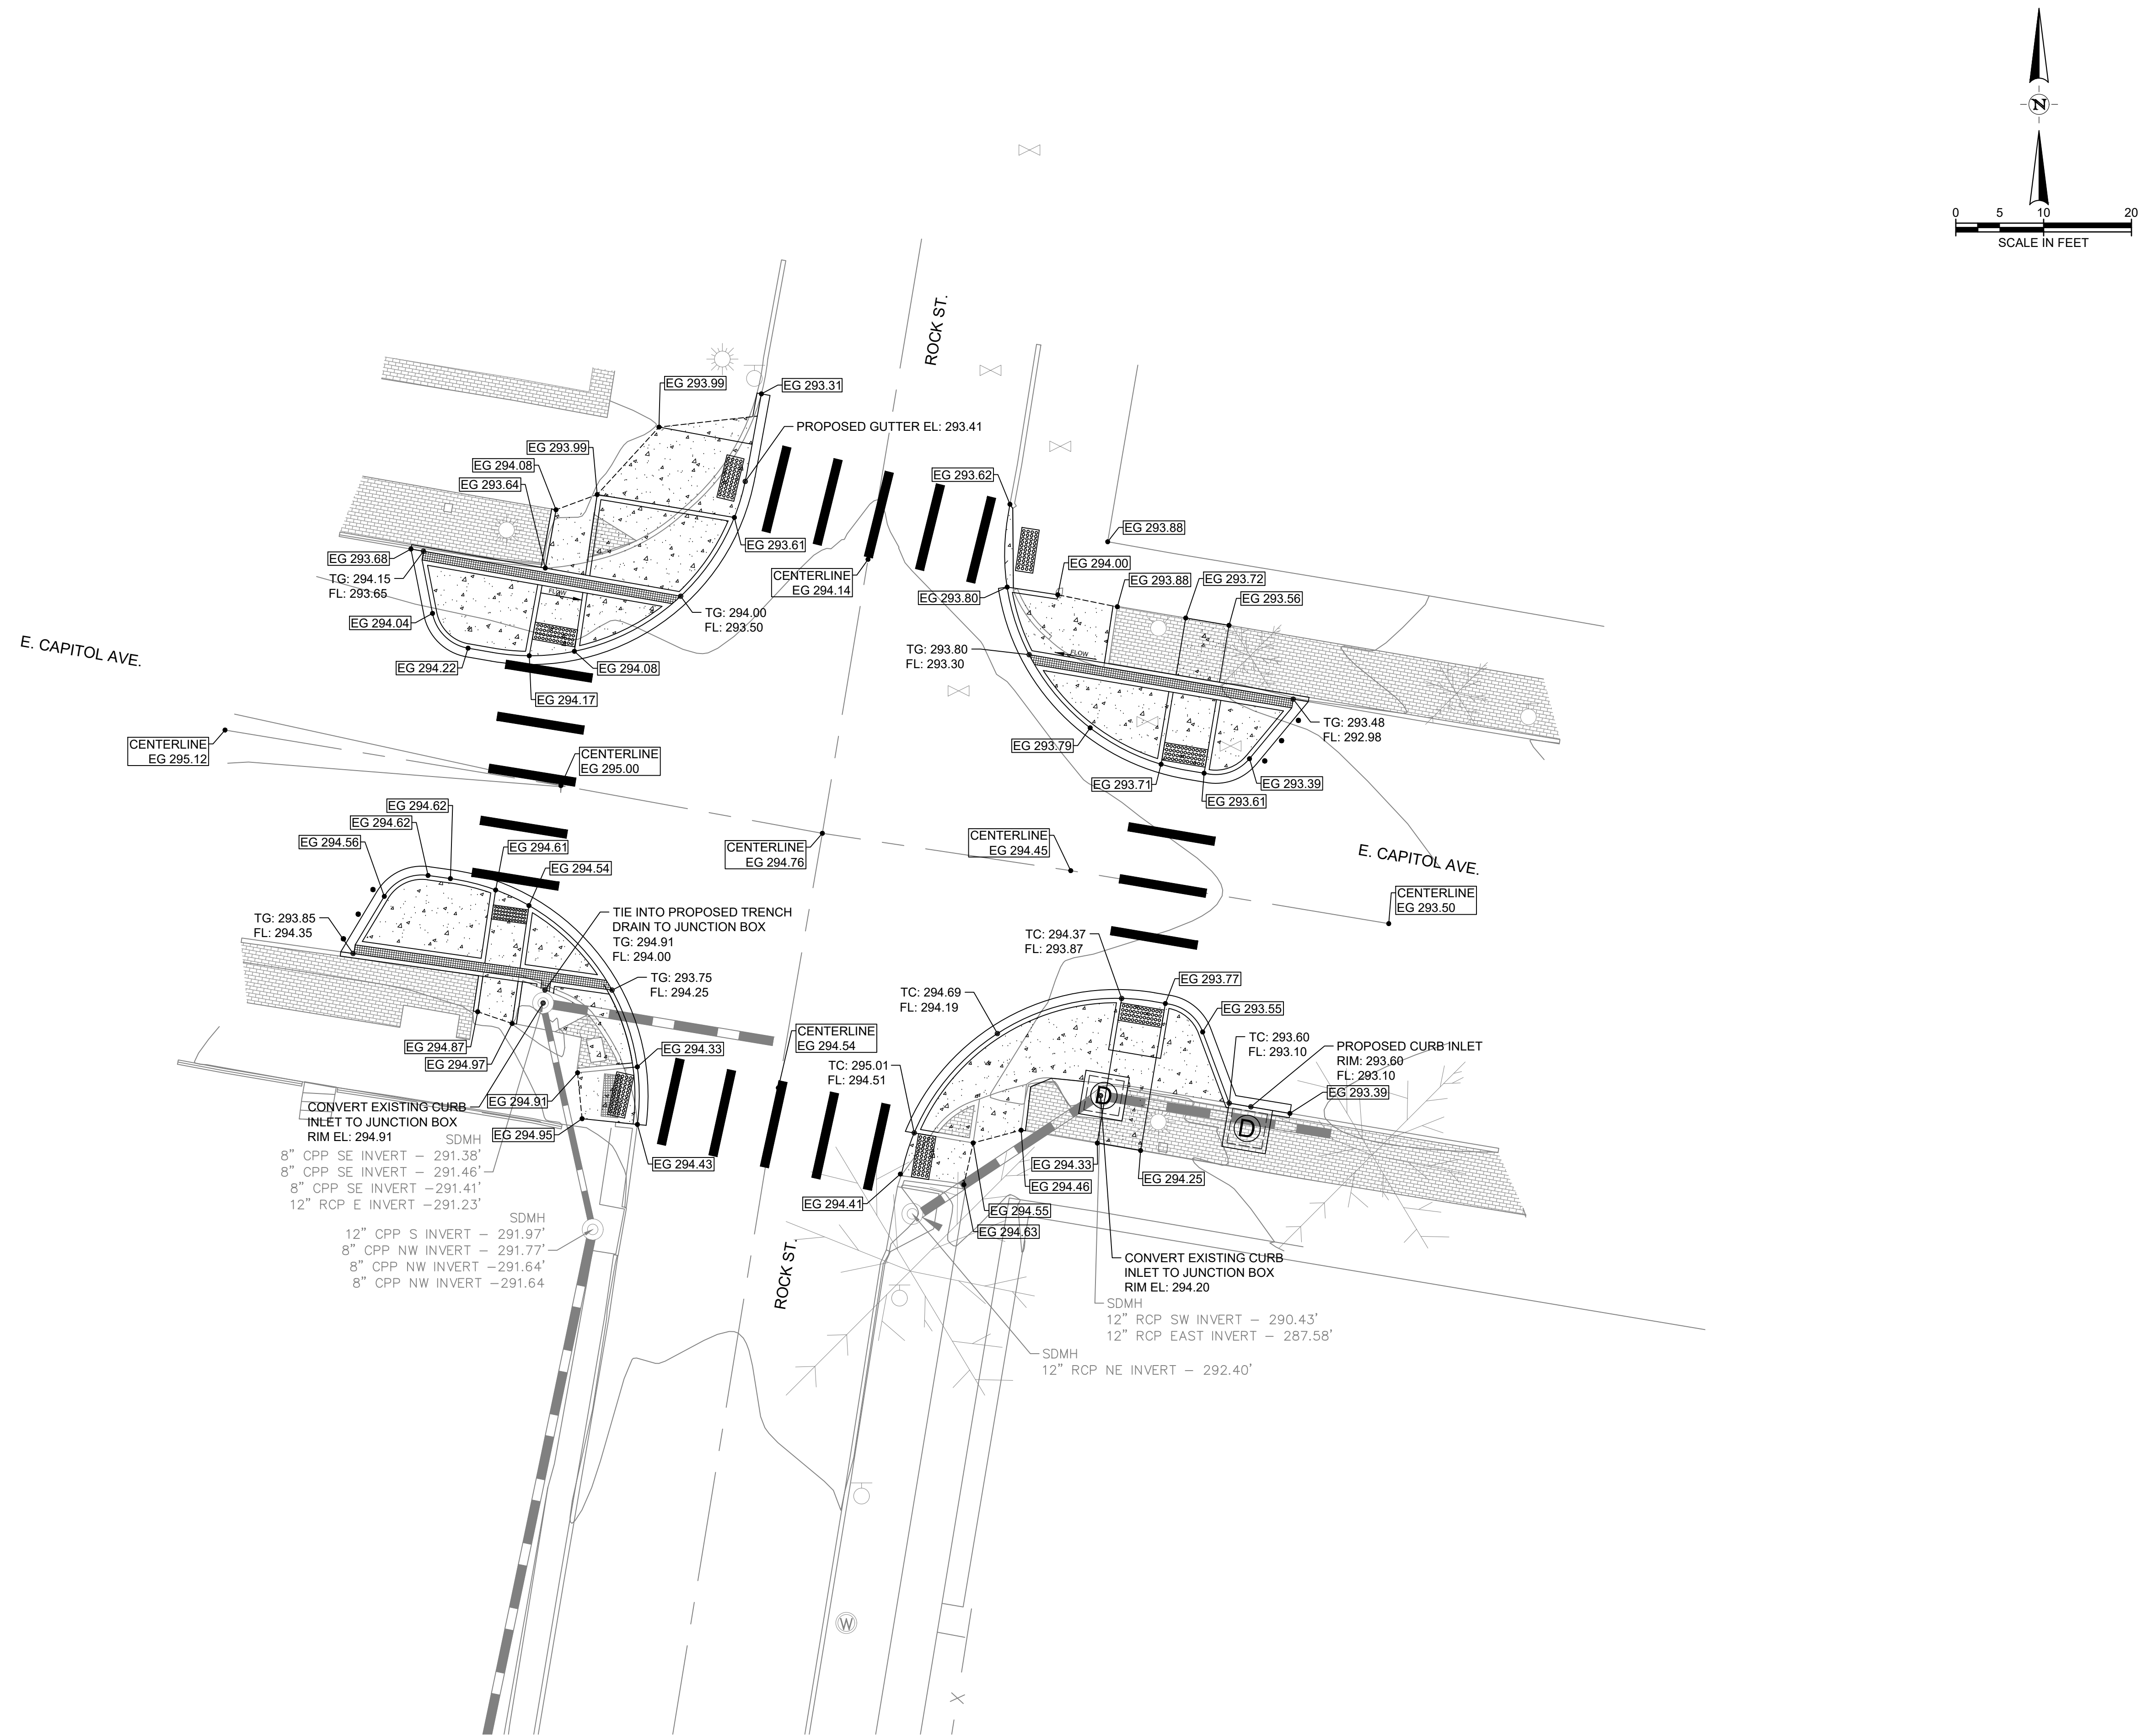 N
0 5 10 20
SCALE IN FEET
ROCK ST.
EG 293.99
EG 293.31
PROPOSED GUTTER EL: 293.41
EG 293.99
EG 294.08
EG 293.64
EG 293.61
EG 293.68
TG: 294.15
FL: 293.65
FLOW
CENTERLINE
EG 294.14
TG: 294.00
FL: 293.50
EG 294.04
EG 294.22
EG 294.08
EG 294.17
EG 293.62
EG 293.88
EG 294.00
EG 293.88
EG 293.72
EG 293.56
EG 293.80
TG: 293.80
FL: 293.30
FLOW
TG: 293.48
FL: 292.98
EG 293.79
EG 293.71
EG 293.39
EG 293.61
E. CAPITOL AVE.
CENTERLINE
EG 295.12
CENTERLINE
EG 295.00
CENTERLINE
EG 294.76
CENTERLINE
EG 294.45
E. CAPITOL AVE.
CENTERLINE
EG 293.50
EG 294.62
EG 294.62
EG 294.56
EG 294.61
EG 294.54
TG: 293.85
FL: 294.35
TIE INTO PROPOSED TRENCH
DRAIN TO JUNCTION BOX
TG: 294.91
FL: 294.00
TG: 293.75
FL: 294.25
EG 294.87
EG 294.97
EG 294.33
EG 294.91
EG 294.95
EG 294.43
CENTERLINE
EG 294.54
CONVERT EXISTING CURB
INLET TO JUNCTION BOX
RIM EL: 294.91
SDMH
8" CPP SE INVERT – 291.38'
8" CPP SE INVERT – 291.46'
8" CPP SE INVERT –291.41'
12" RCP E INVERT –291.23'
SDMH
12" CPP S INVERT – 291.97'
8" CPP NW INVERT – 291.77'
8" CPP NW INVERT –291.64'
8" CPP NW INVERT –291.64
TC: 294.37
FL: 293.87
EG 293.77
TC: 294.69
FL: 294.19
EG 293.55
TC: 293.60
FL: 293.10
PROPOSED CURB INLET
RIM: 293.60
FL: 293.10
EG 293.39
TC: 295.01
FL: 294.51
D
D
EG 294.33
EG 294.46
EG 294.25
EG 294.41
EG 294.55
EG 294.63
ROCK ST.
CONVERT EXISTING CURB
INLET TO JUNCTION BOX
RIM EL: 294.20
SDMH
12" RCP SW INVERT – 290.43'
12" RCP EAST INVERT – 287.58'
SDMH
12" RCP NE INVERT – 292.40'
W